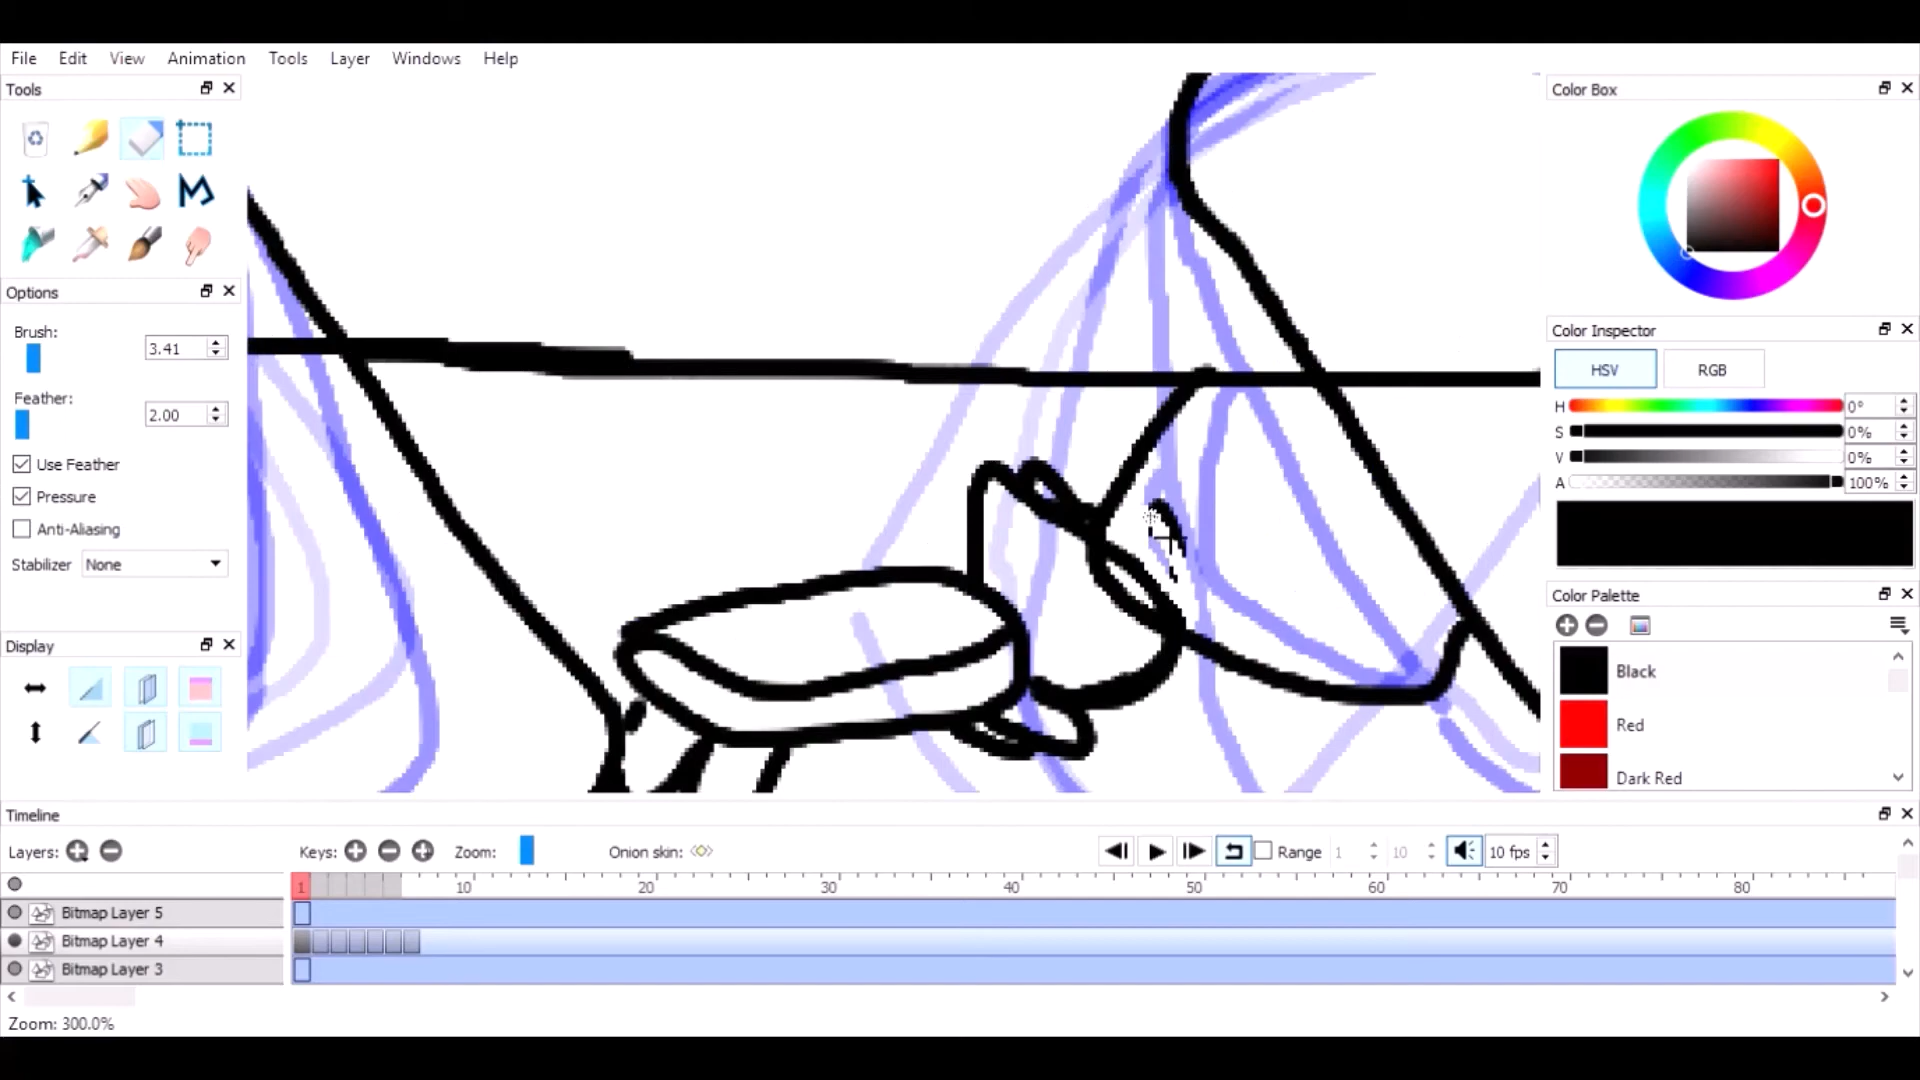 File Edit View Animation Tools Layer Windows Help
Tools
Color Box
Options
Brush:
3.41
Feather:
2.00
Use Feather
Pressure
Anti-Aliasing
Stabilizer None
Color Inspector
HSV RGB
H 0°
S 0%
V 0%
A 100%
Color Palette
Black
Red
Dark Red
Display
Timeline
Layers: Keys: Zoom: Onion skin: Range 1 10 10 fps
1 10 20 30 40 50 60 70 80
Bitmap Layer 5
Bitmap Layer 4
Bitmap Layer 3
Zoom: 300.0%